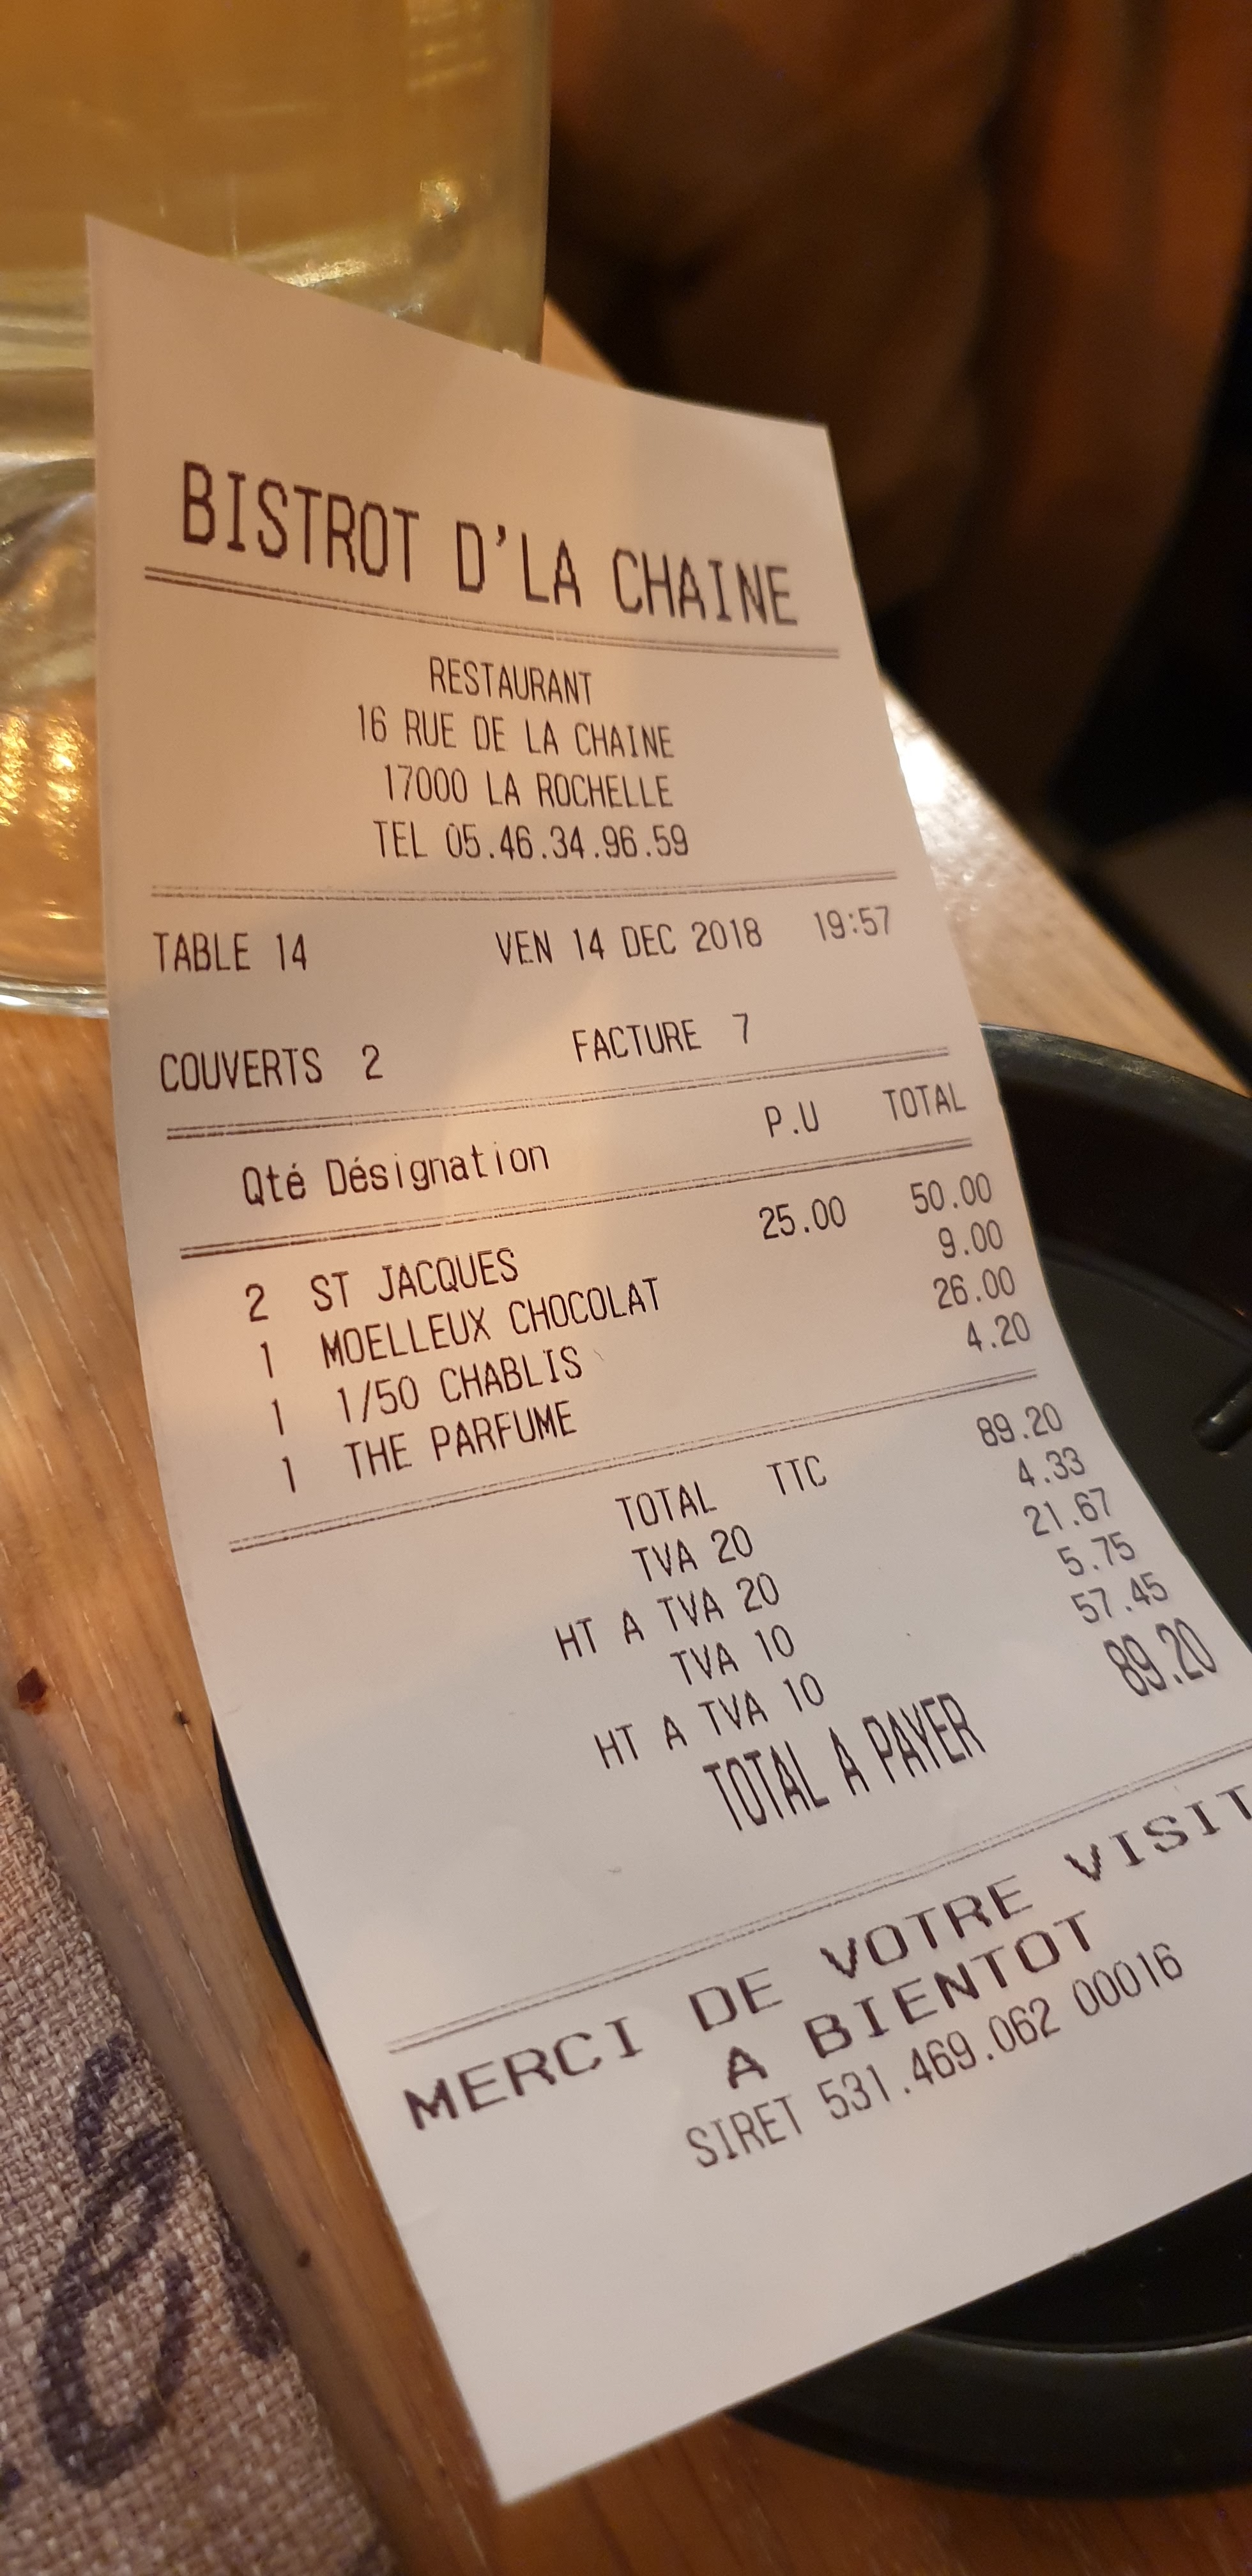 BISTROT D'LA CHAINE
RESTAURANT
16 RUE DE LA CHAINE
17000 LA ROCHELLE
TEL 05.46.34.96.59
TABLE 14 VEN 14 DEC 2018 19:57
COUVERTS 2 FACTURE 7
Qté Désignation P.U TOTAL
2 ST JACQUES 25.00 50.00
1 MOELLEUX CHOCOLAT 9.00
1 1/50 CHABLIS 26.00
1 THE PARFUME 4.20
TOTAL TTC 89.20
TVA 20 4.33
HT A TVA 20 21.67
TVA 10 5.75
HT A TVA 10 57.45
TOTAL A PAYER 89.20
MERCI DE VOTRE VISIT
A BIENTOT
SIRET 531.469.062 00016